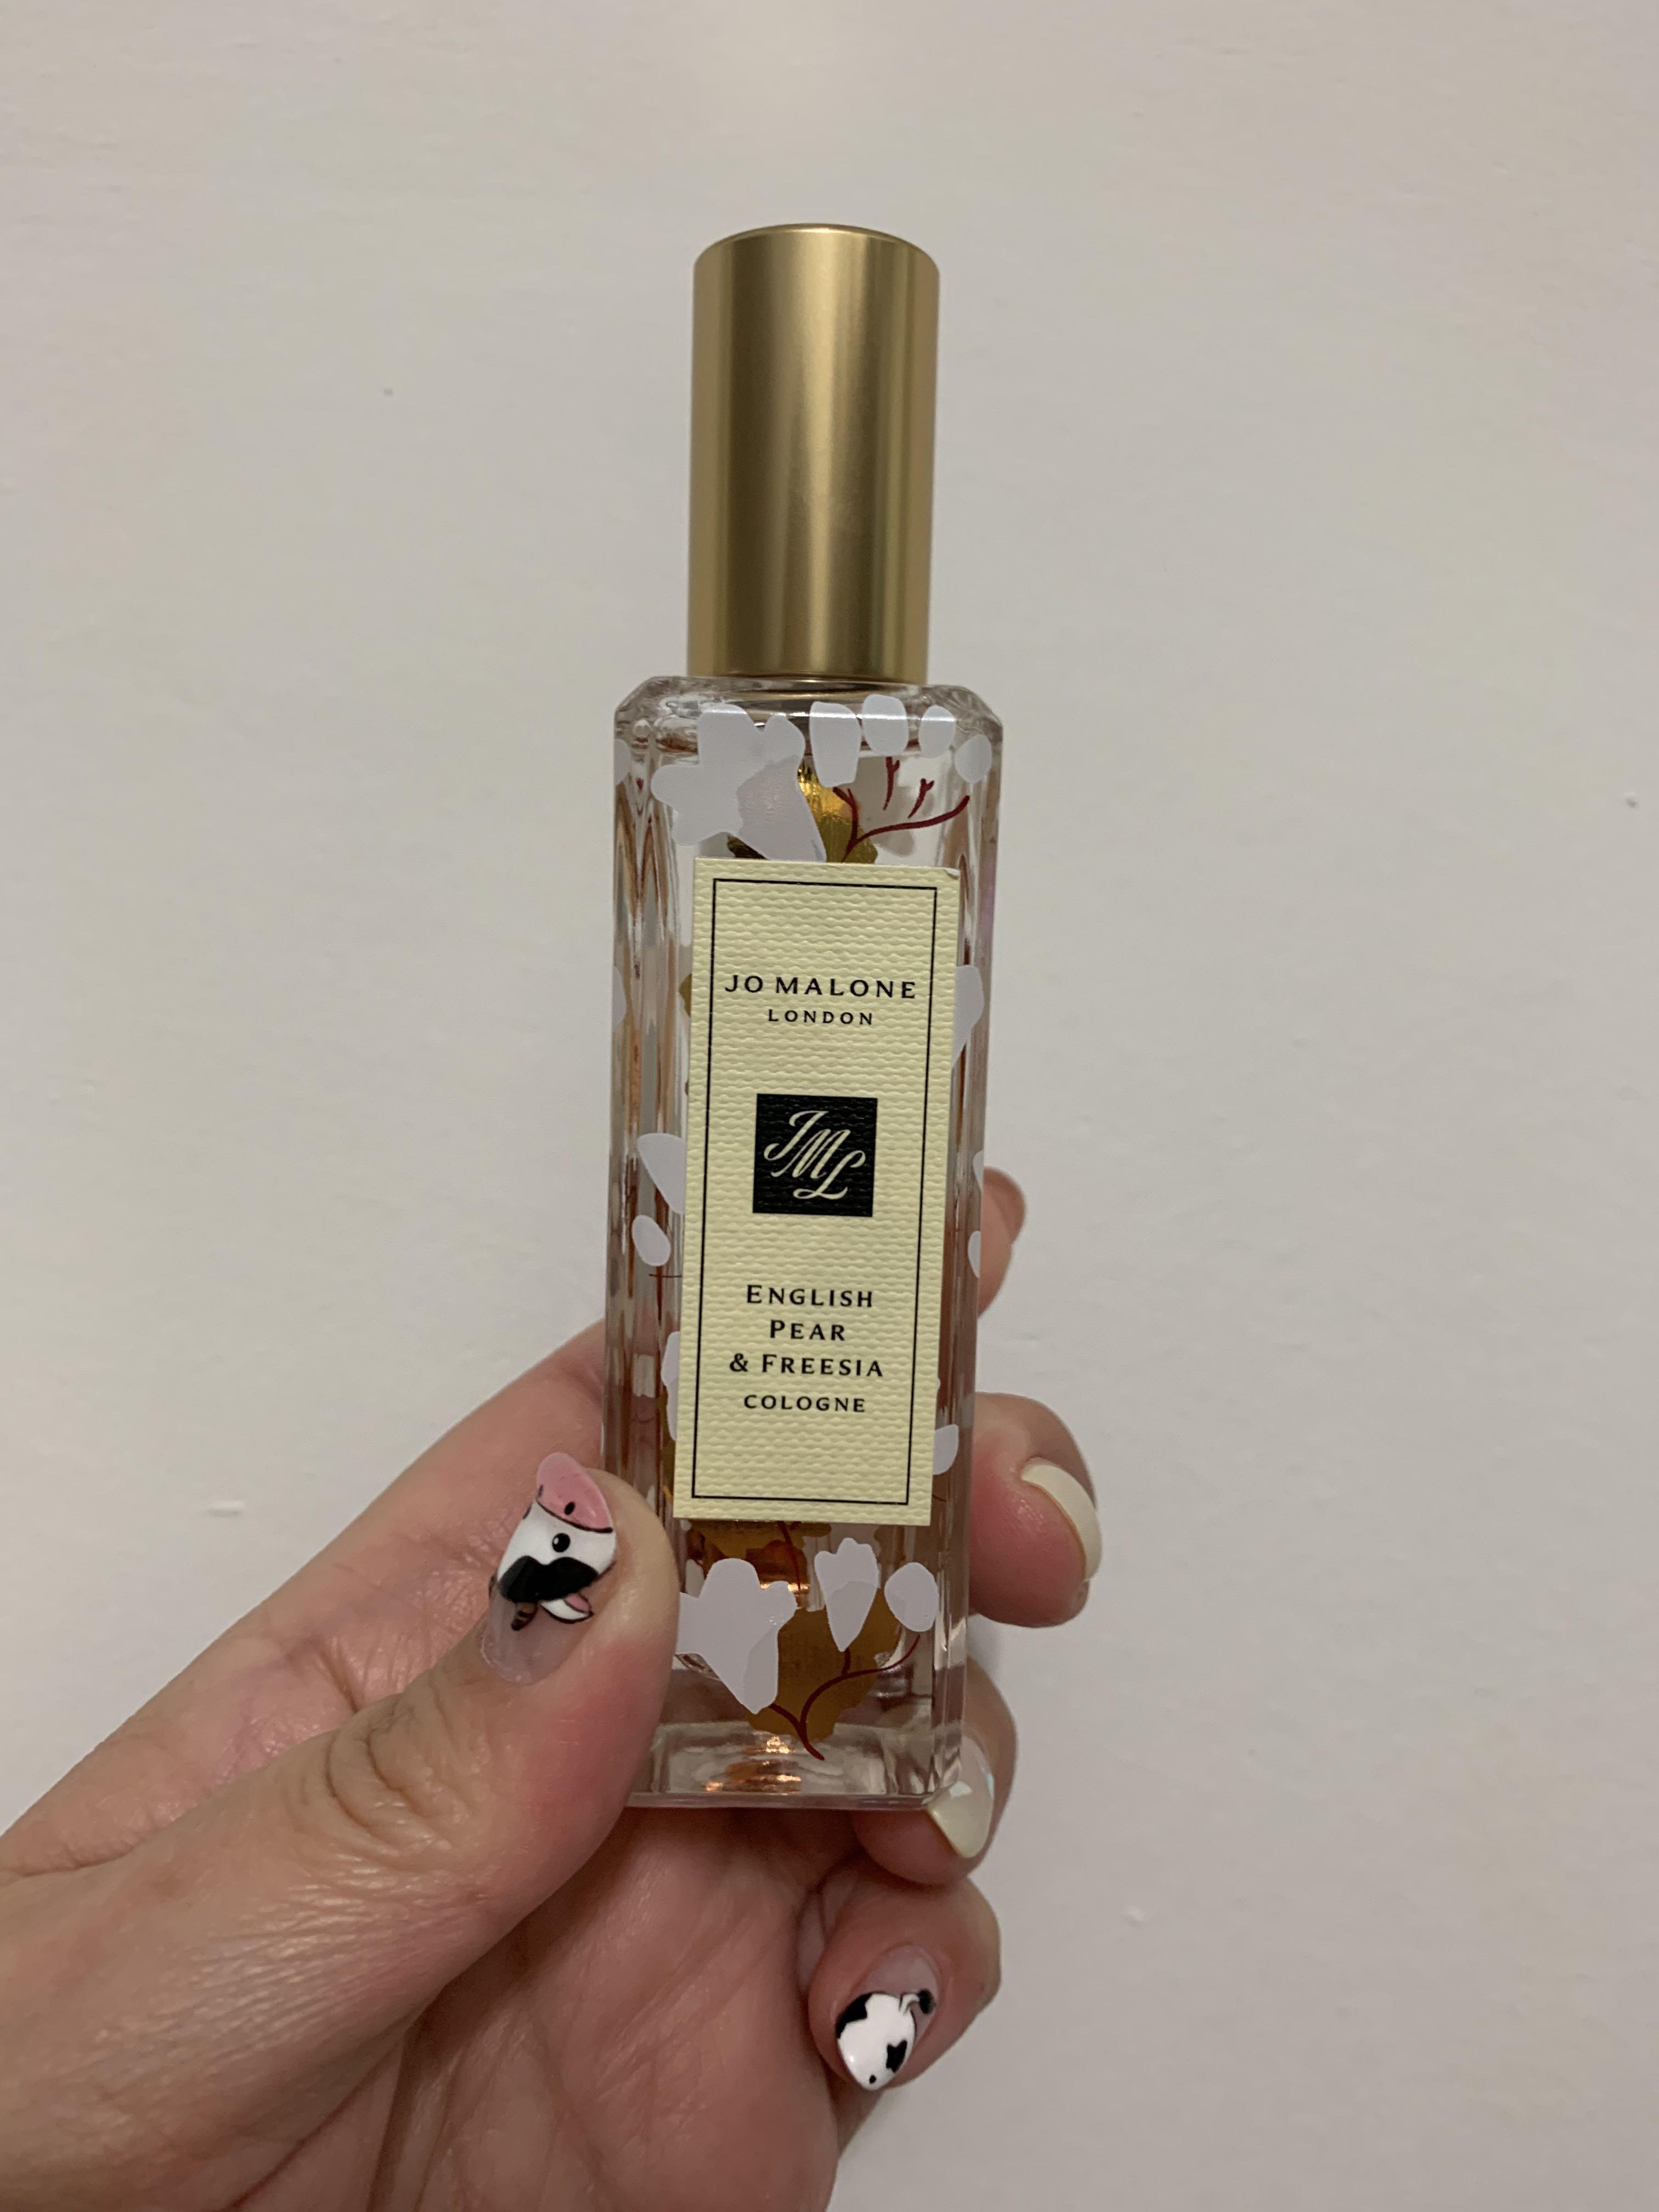 JO MALONE
LONDON
JML
ENGLISH
PEAR
& FREESIA
COLOGNE